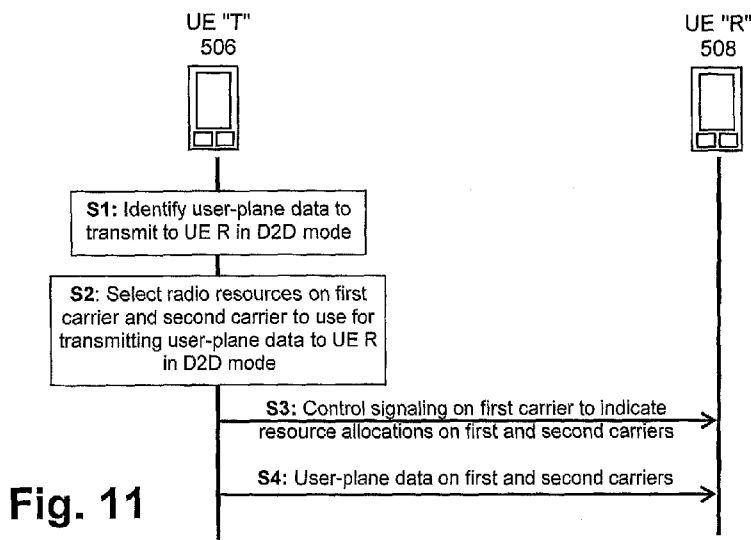 UE "T"
506
UE "R"
508
S1: Identify user-plane data to
transmit to UE R in D2D mode
S2: Select radio resources on first
carrier and second carrier to use for
transmitting user-plane data to UE R
in D2D mode
S3: Control signaling on first carrier to indicate
resource allocations on first and second carriers
S4: User-plane data on first and second carriers
Fig. 11